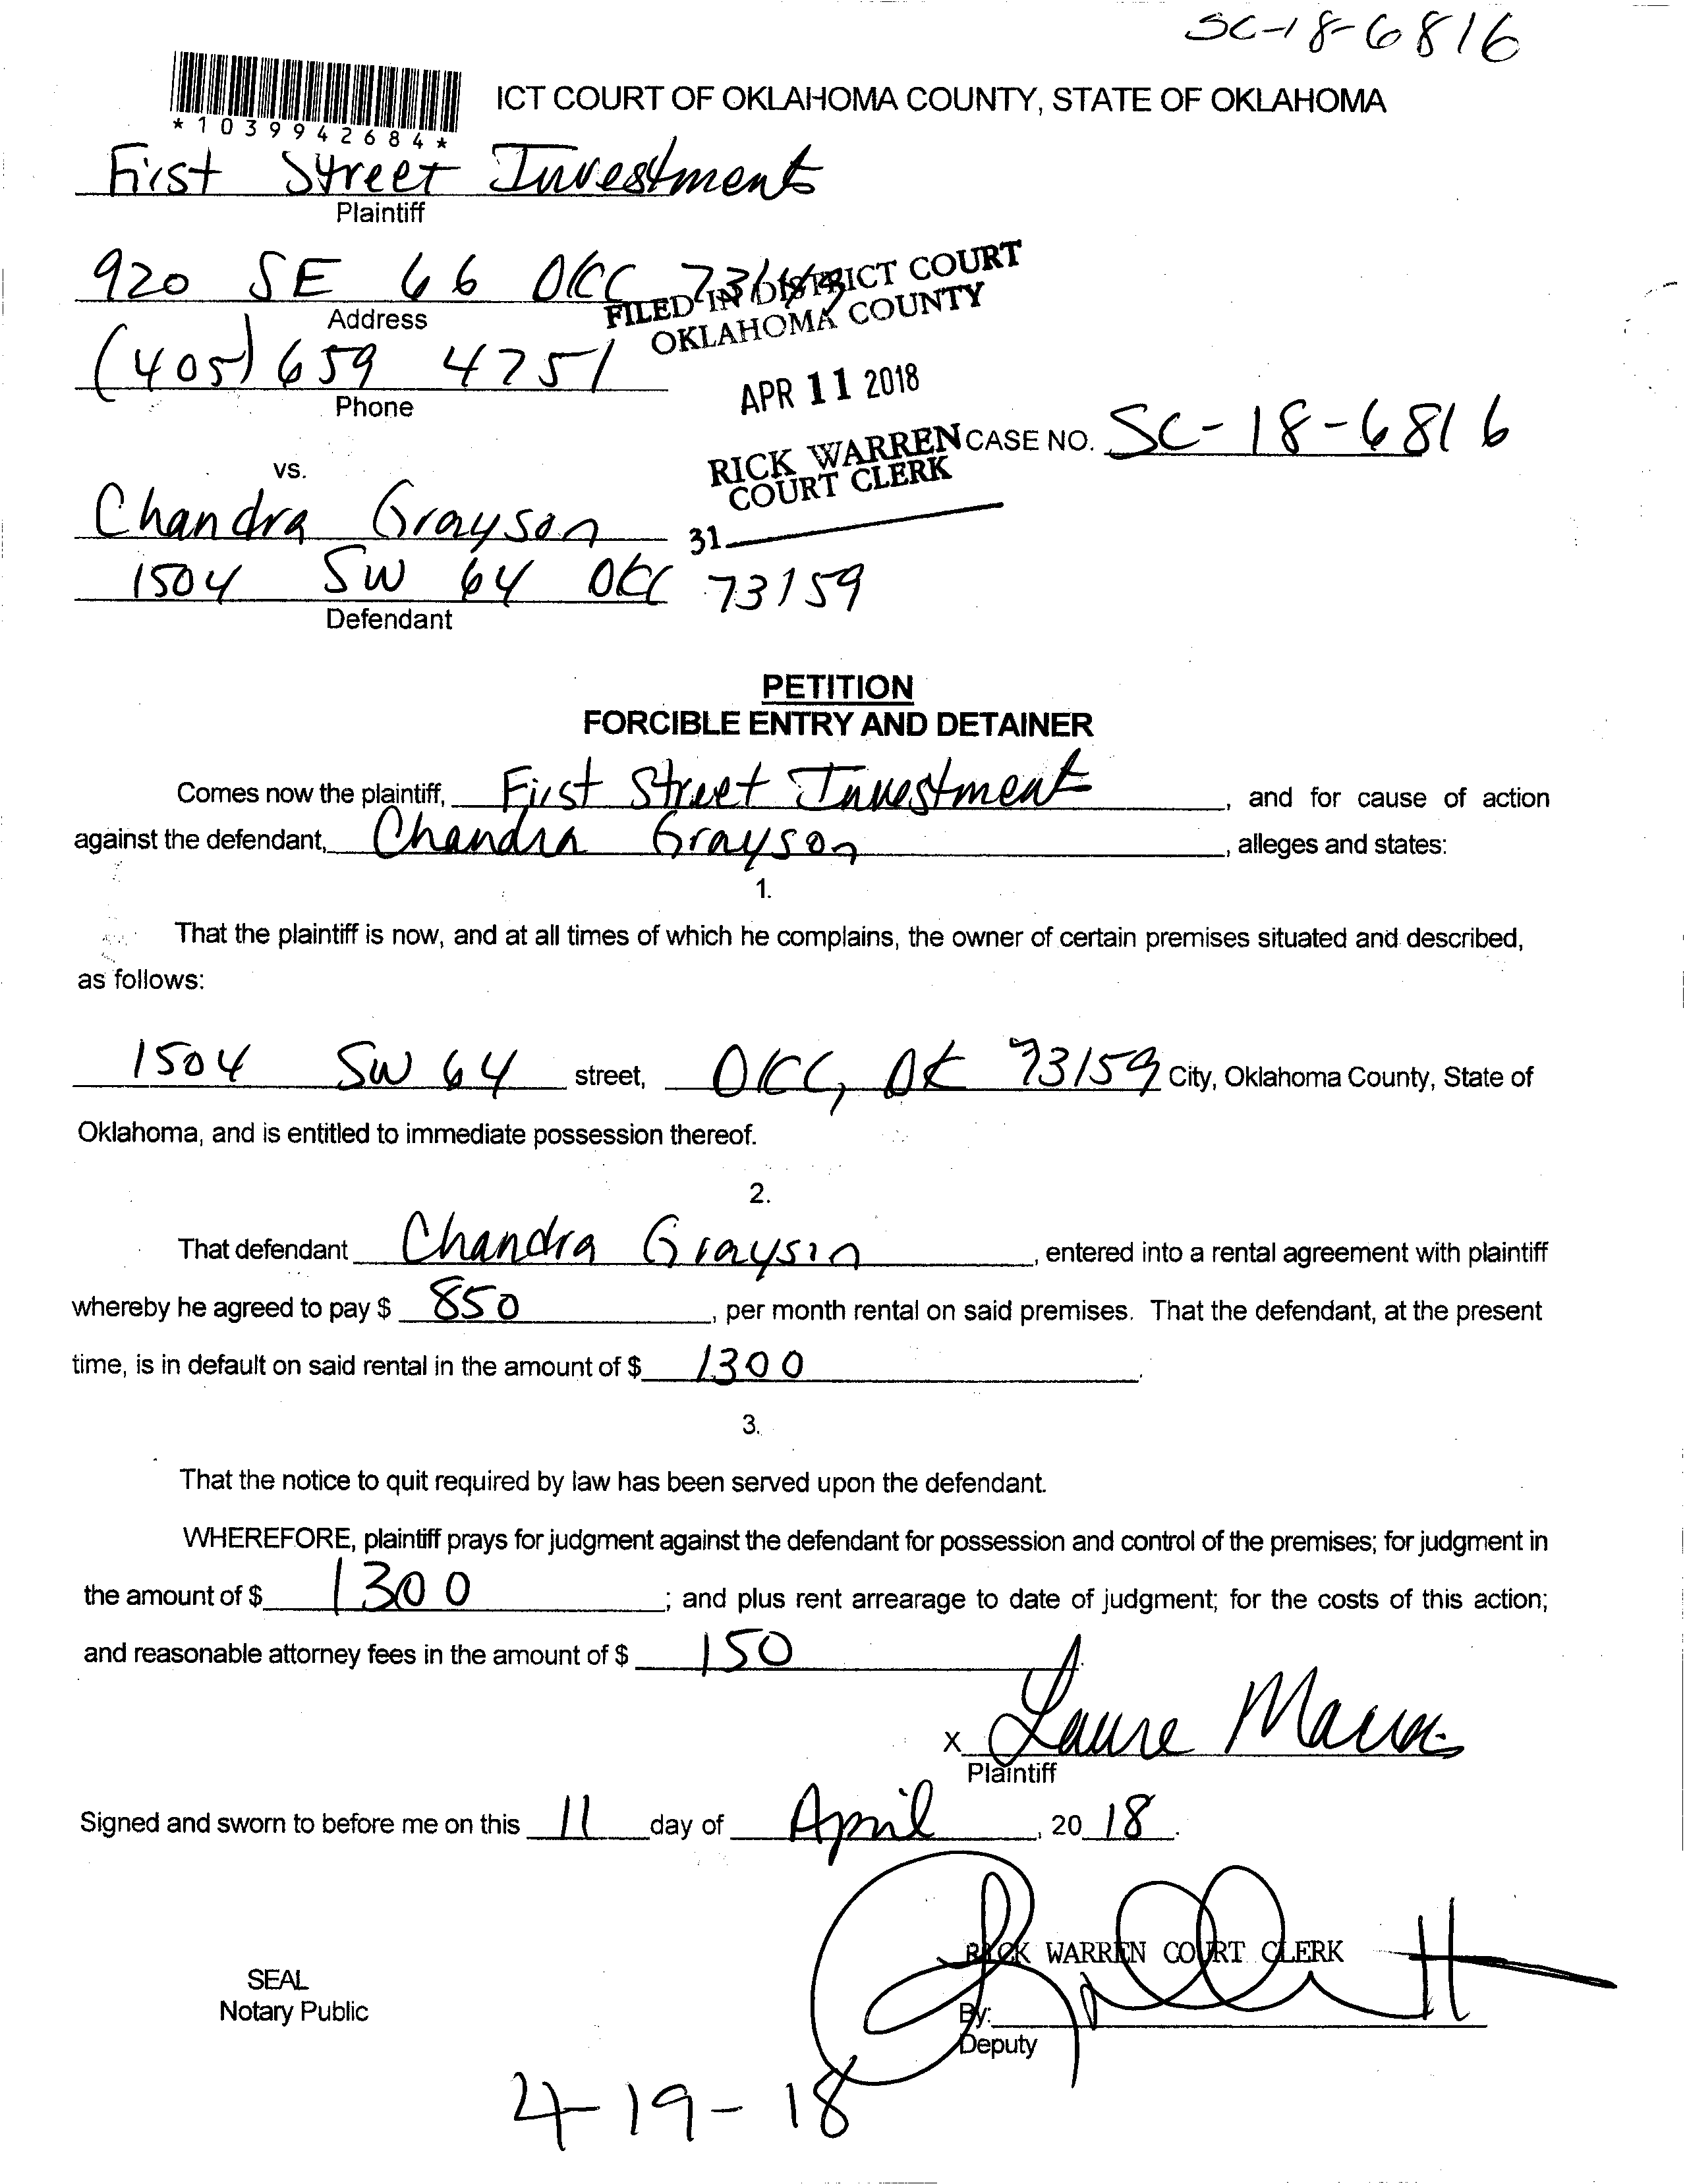 SC-18-6816
ICT COURT OF OKLAHOMA COUNTY, STATE OF OKLAHOMA
*1039942684*
First Street Investments
Plaintiff
920 SE 66 OKC
FILED IN DISTRICT COURT
Address
OKLAHOMA COUNTY
(405) 659 4751
Phone
APR 11 2018
RICK WARREN
COURT CLERK
CASE NO. SC-18-6816
vs.
Chandra Grayson
31
1504 SW 64 OKC 73159
Defendant
PETITION
FORCIBLE ENTRY AND DETAINER
Comes now the plaintiff, First Street Investment, and for cause of action
against the defendant, Chandra Grayson, alleges and states:
1.
That the plaintiff is now, and at all times of which he complains, the owner of certain premises situated and described,
as follows:
1504 SW 64 street, OKC, OK 73159 City, Oklahoma County, State of
Oklahoma, and is entitled to immediate possession thereof.
2.
That defendant Chandra Grayson, entered into a rental agreement with plaintiff
whereby he agreed to pay $ 850, per month rental on said premises. That the defendant, at the present
time, is in default on said rental in the amount of $ 1300.
3.
That the notice to quit required by law has been served upon the defendant.
WHEREFORE, plaintiff prays for judgment against the defendant for possession and control of the premises; for judgment in
the amount of $ 1300; and plus rent arrearage to date of judgment; for the costs of this action;
and reasonable attorney fees in the amount of $ 150.
X
Plaintiff
Signed and sworn to before me on this 11 day of April, 20 18.
RICK WARREN COURT CLERK
SEAL
Notary Public
By:
Deputy
4-19-18